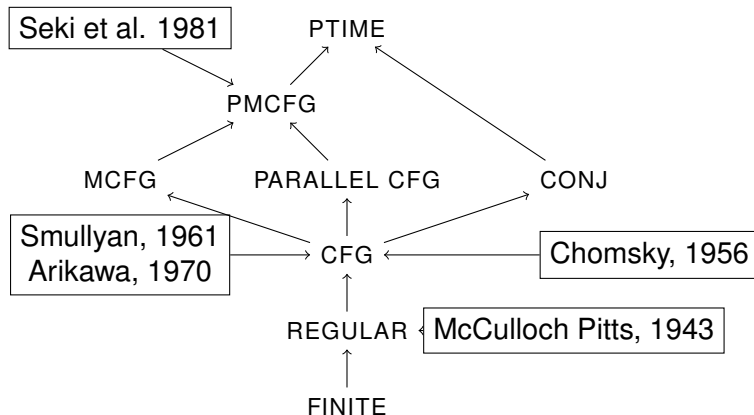 Seki et al. 1981
PTIME
PMCFG
MCFG
PARALLEL CFG
CONJ
Smullyan, 1961
Arikawa, 1970
CFG
Chomsky, 1956
REGULAR
McCulloch Pitts, 1943
FINITE